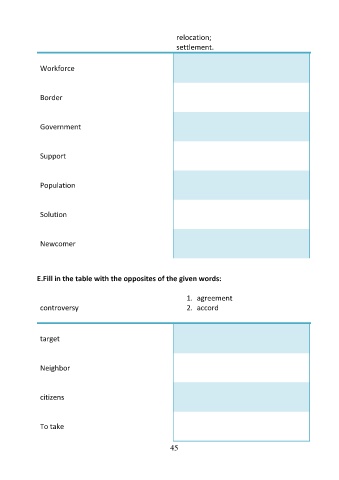 relocation;
settlement.
Workforce
Border
Government
Support
Population
Solution
Newcomer
E.Fill in the table with the opposites of the given words:
controversy
1. agreement
2. accord
target
Neighbor
citizens
To take
45